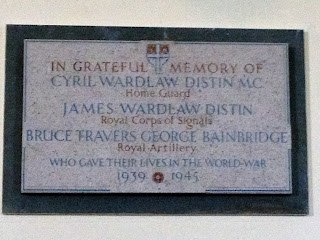 IN GRATEFUL MEMORY OF
CYRIL WARDLAW DISTIN M.C.
Home Guard
JAMES WARDLAW DISTIN
Royal Corps of Signals
BRUCE TRAVERS GEORGE BAINBRIDGE
Royal Artillery
WHO GAVE THEIR LIVES IN THE WORLD-WAR
1939 1945